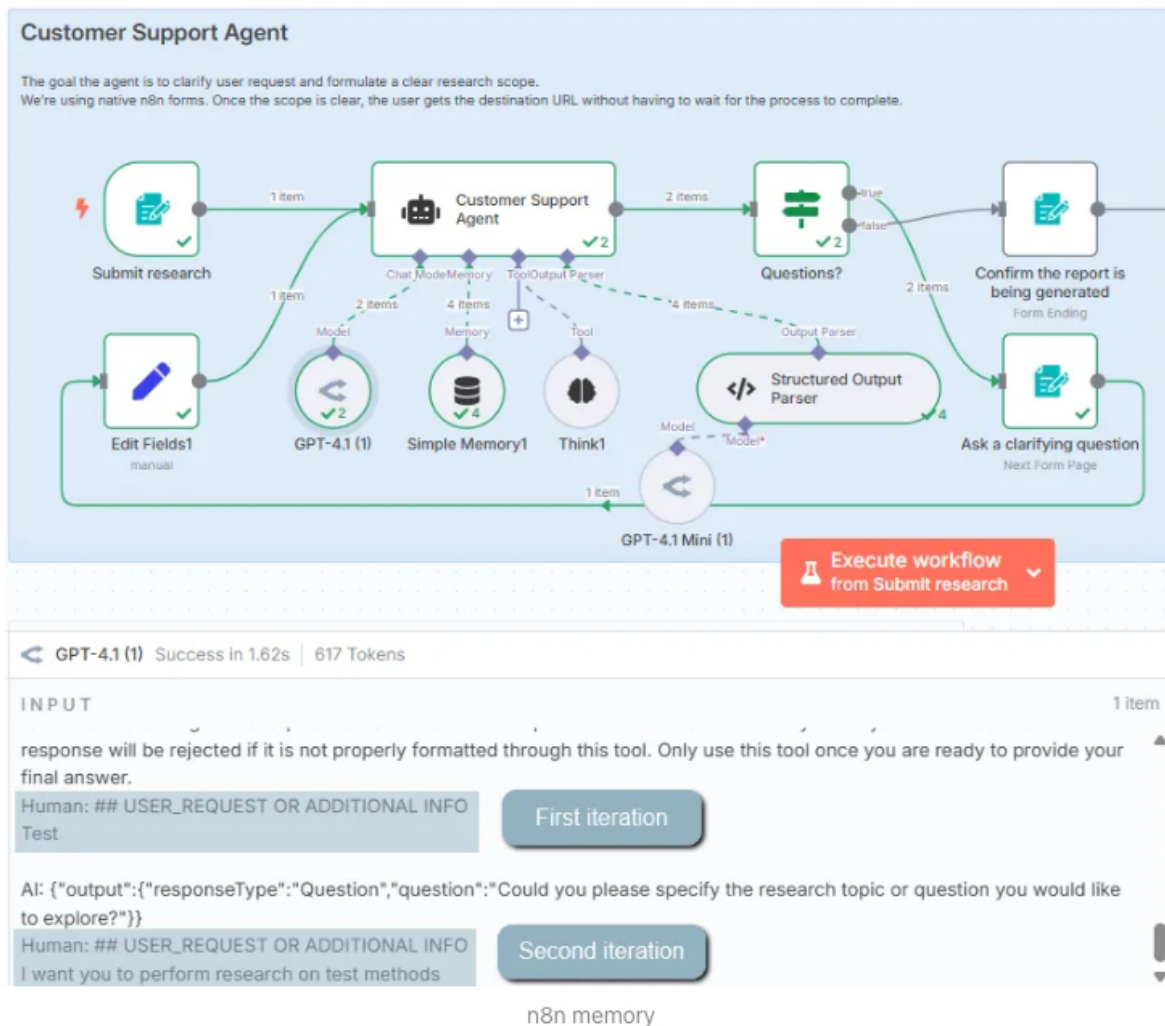 Customer Support Agent
The goal the agent is to clarify user request and formulate a clear research scope.
We're using native n8n forms. Once the scope is clear, the user gets the destination URL without having to wait for the process to complete.
1 item
Customer Support
Agent
2
2 items
true
false
2
Submit research
Chat Model
Memory
Tool
Output Parser
Questions?
Confirm the report is
being generated
Form Ending
1 item
2 items
4 items
4 items
2 items
Model
Memory
Tool
Output Parser
Structured Output
Parser
2
4
4
Edit Fields1
manual
GPT-4.1 (1)
Simple Memory1
Think1
Model
Model*
Ask a clarifying question
Next Form Page
1 item
GPT-4.1 Mini (1)
Execute workflow
from Submit research
GPT-4.1 (1) Success in 1.62s 617 Tokens
INPUT
1 item
response will be rejected if it is not properly formatted through this tool. Only use this tool once you are ready to provide your
final answer.
Human: ## USER_REQUEST OR ADDITIONAL INFO
Test
First iteration
AI: {"output":{"responseType":"Question","question":"Could you please specify the research topic or question you would like
to explore?"}}
Human: ## USER_REQUEST OR ADDITIONAL INFO
I want you to perform research on test methods
Second iteration
n8n memory